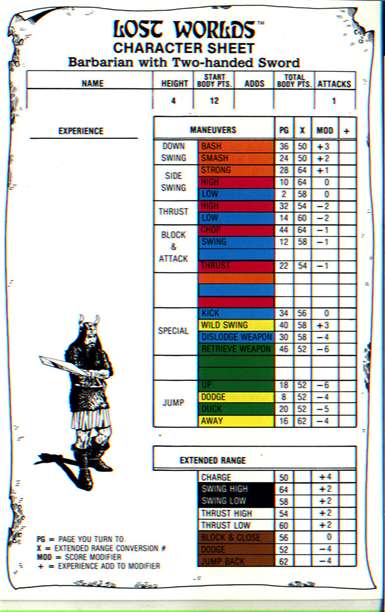 LOST WORLDS™
CHARACTER SHEET
Barbarian with Two-handed Sword
NAME HEIGHT START BODY PTS. ADDS TOTAL BODY PTS. ATTACKS
4 12 1
EXPERIENCE
MANEUVERS PG X MOD +
DOWN SWING
BASH 36 50 +3
SMASH 24 50 +2
SIDE SWING
STRONG 28 64 +1
HIGH 10 64 0
LOW 2 58 0
THRUST
HIGH 32 54 −2
LOW 14 60 −2
BLOCK & ATTACK
CHOP 44 64 −1
SWING 12 58 −1
THRUST 22 54 −1
SPECIAL
KICK 34 56 0
WILD SWING 40 58 +3
DISLODGE WEAPON 30 58 −4
RETRIEVE WEAPON 46 52 −6
JUMP
UP 18 52 −6
DODGE 8 52 −4
DUCK 20 52 −5
AWAY 16 62 −4
EXTENDED RANGE
CHARGE 50 +4
SWING HIGH 64 +2
SWING LOW 58 +2
THRUST HIGH 54 +2
THRUST LOW 60 +2
BLOCK & CLOSE 56 0
DODGE 52 −4
JUMP BACK 62 −4
PG = PAGE YOU TURN TO
X = EXTENDED RANGE CONVERSION #
MOD = SCORE MODIFIER
+ = EXPERIENCE ADD TO MODIFIER